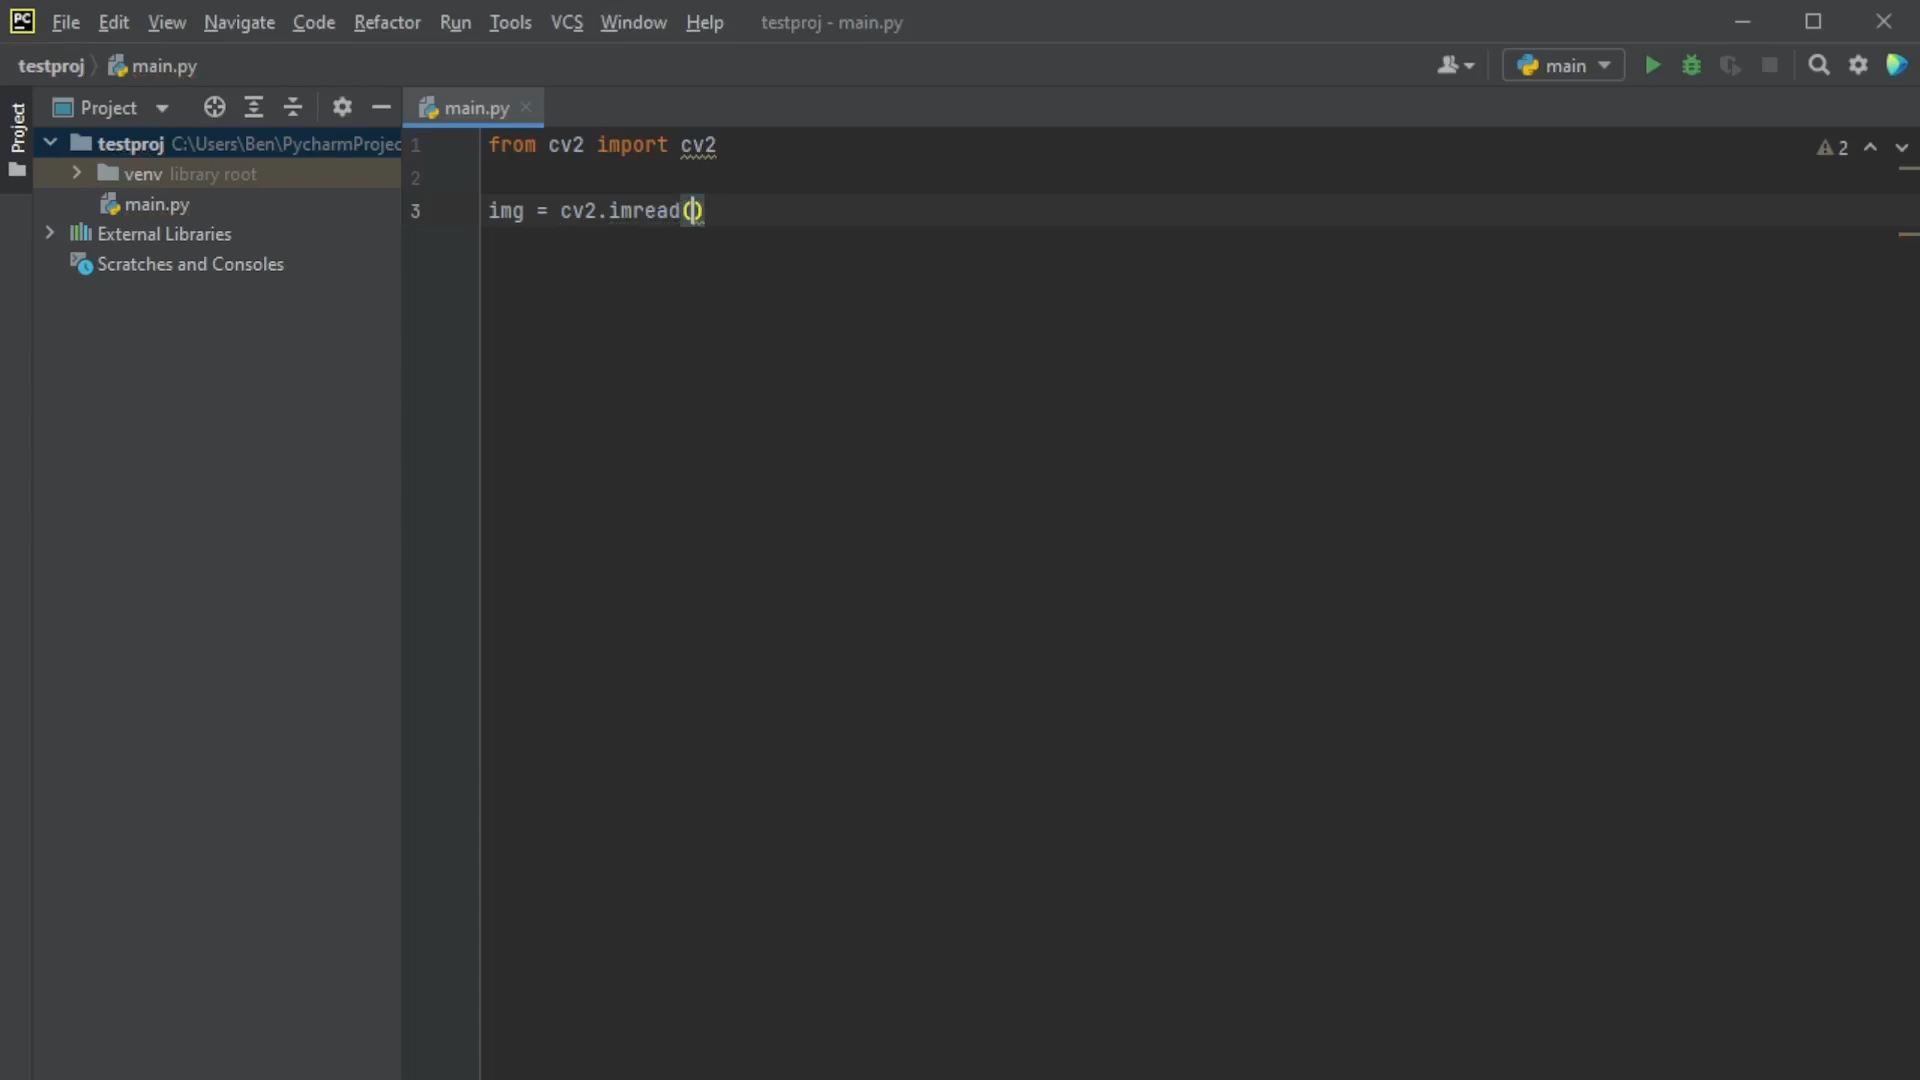 PC File Edit View Navigate Code Refactor Run Tools VCS Window Help testproj - main.py
testproj main.py main
Project
Project main.py
testproj C:\Users\Ben\PycharmProjec
venv library root
main.py
External Libraries
Scratches and Consoles
1 from cv2 import cv2
2
3 img = cv2.imread()
2